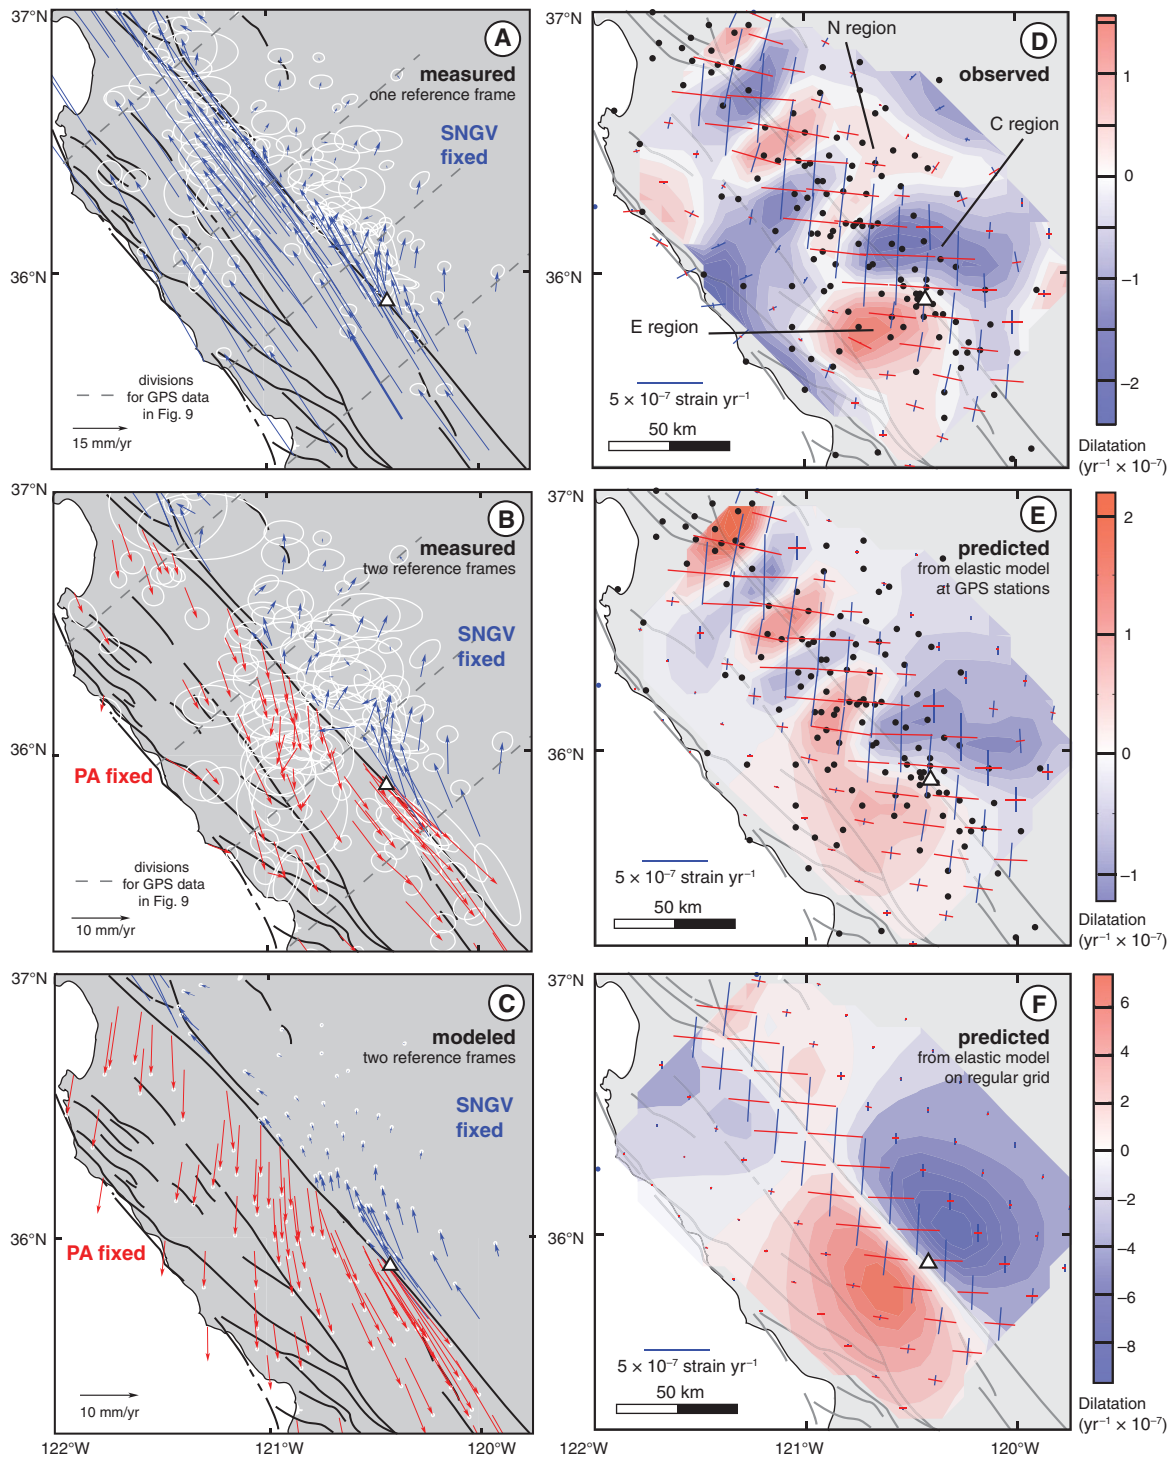 37°N
A
measured
one reference frame
SNGV
fixed
36°N
divisions
for GPS data
in Fig. 9
15 mm/yr
37°N
D
observed
N region
C region
36°N
E region
5 × 10⁻⁷ strain yr⁻¹
50 km
121°W
120°W
1
0
−1
−2
Dilatation
(yr⁻¹ × 10⁻⁷)
37°N
B
measured
two reference frames
SNGV
fixed
36°N
PA fixed
divisions
for GPS data
in Fig. 9
10 mm/yr
37°N
E
predicted
from elastic model
at GPS stations
36°N
5 × 10⁻⁷ strain yr⁻¹
50 km
2
1
0
−1
Dilatation
(yr⁻¹ × 10⁻⁷)
37°N
C
modeled
two reference frames
SNGV
fixed
36°N
PA fixed
10 mm/yr
122°W
121°W
120°W
37°N
F
predicted
from elastic model
on regular grid
36°N
5 × 10⁻⁷ strain yr⁻¹
50 km
122°W
121°W
120°W
6
4
2
0
−2
−4
−6
−8
Dilatation
(yr⁻¹ × 10⁻⁷)